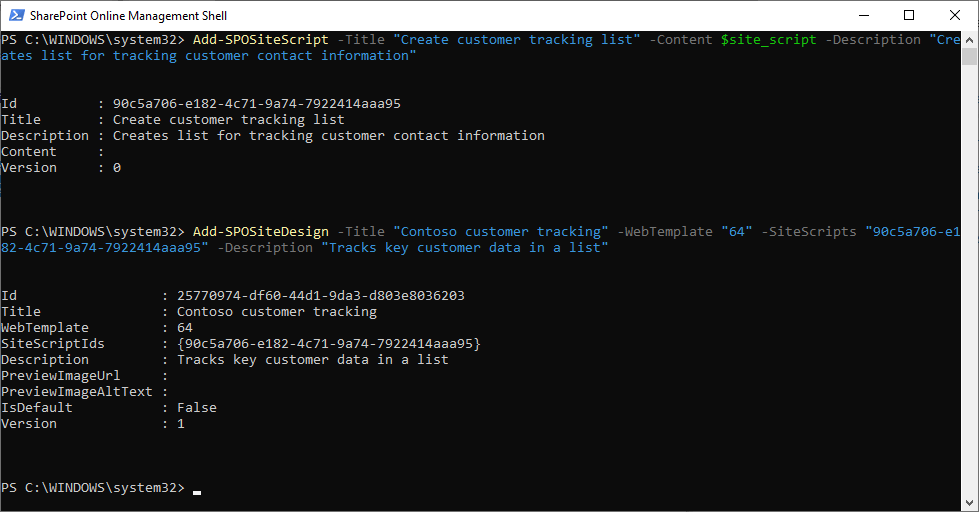 SharePoint Online Management Shell
PS C:\WINDOWS\system32> Add-SPOSiteScript -Title "Create customer tracking list" -Content $site_script -Description "Cre
ates list for tracking customer contact information"
Id          : 90c5a706-e182-4c71-9a74-7922414aaa95
Title       : Create customer tracking list
Description : Creates list for tracking customer contact information
Content     :
Version     : 0
PS C:\WINDOWS\system32> Add-SPOSiteDesign -Title "Contoso customer tracking" -WebTemplate "64" -SiteScripts "90c5a706-e1
82-4c71-9a74-7922414aaa95" -Description "Tracks key customer data in a list"
Id                  : 25770974-df60-44d1-9da3-d803e8036203
Title               : Contoso customer tracking
WebTemplate         : 64
SiteScriptIds       : {90c5a706-e182-4c71-9a74-7922414aaa95}
Description         : Tracks key customer data in a list
PreviewImageUrl     :
PreviewImageAltText :
IsDefault           : False
Version             : 1
PS C:\WINDOWS\system32>